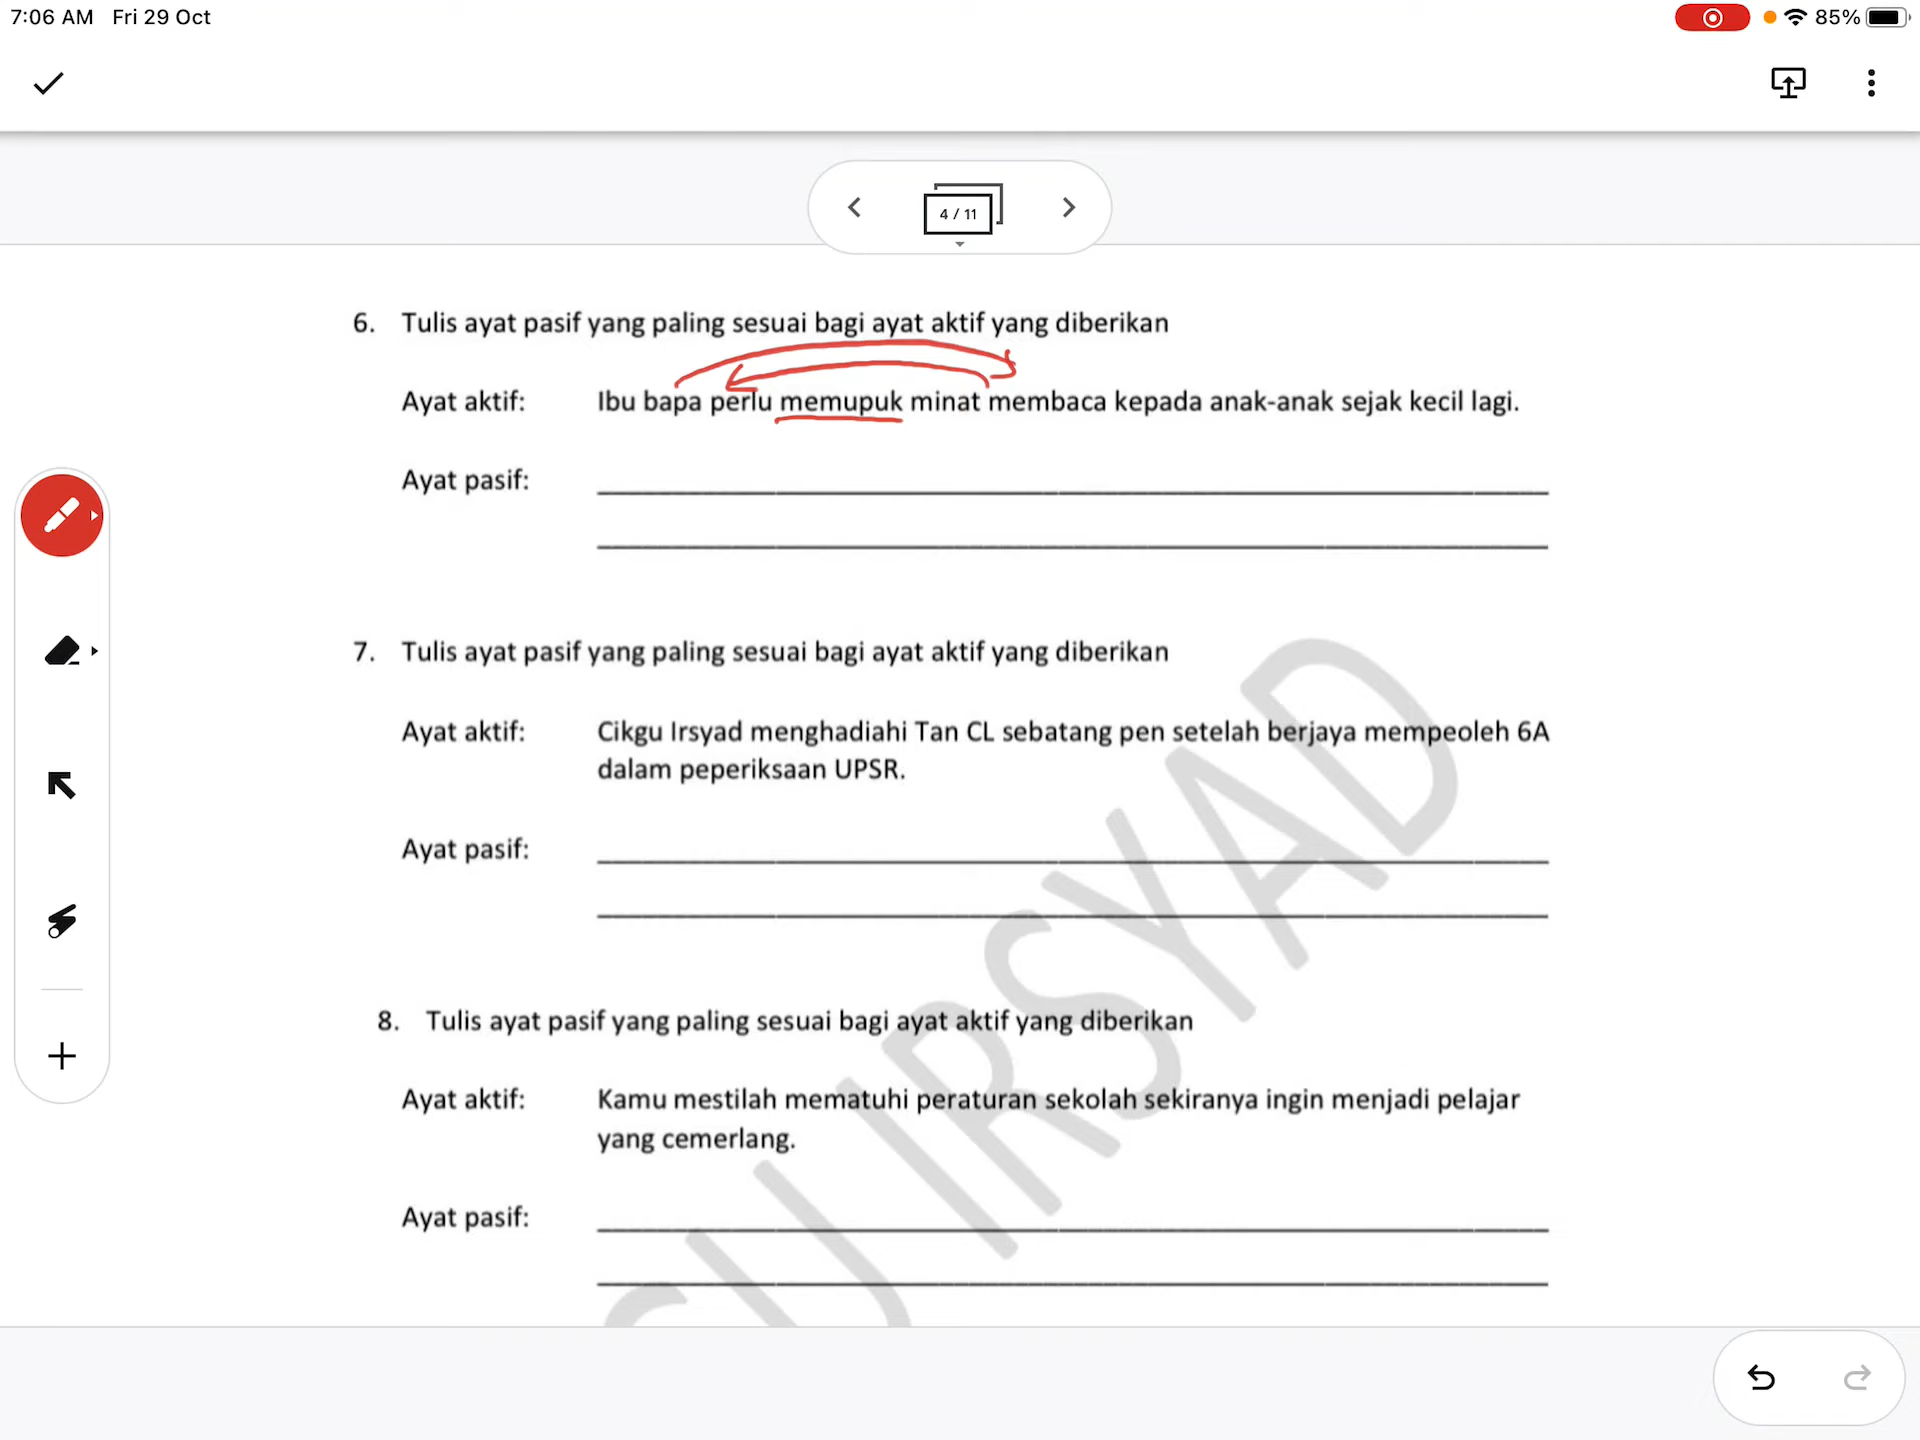 7:06 AM Fri 29 Oct
85%
4 / 11
6. Tulis ayat pasif yang paling sesuai bagi ayat aktif yang diberikan
Ayat aktif: Ibu bapa perlu memupuk minat membaca kepada anak-anak sejak kecil lagi.
Ayat pasif:
7. Tulis ayat pasif yang paling sesuai bagi ayat aktif yang diberikan
Ayat aktif: Cikgu Irsyad menghadiahi Tan CL sebatang pen setelah berjaya mempeoleh 6A
dalam peperiksaan UPSR.
Ayat pasif:
8. Tulis ayat pasif yang paling sesuai bagi ayat aktif yang diberikan
Ayat aktif: Kamu mestilah mematuhi peraturan sekolah sekiranya ingin menjadi pelajar
yang cemerlang.
Ayat pasif:
IRSYAD